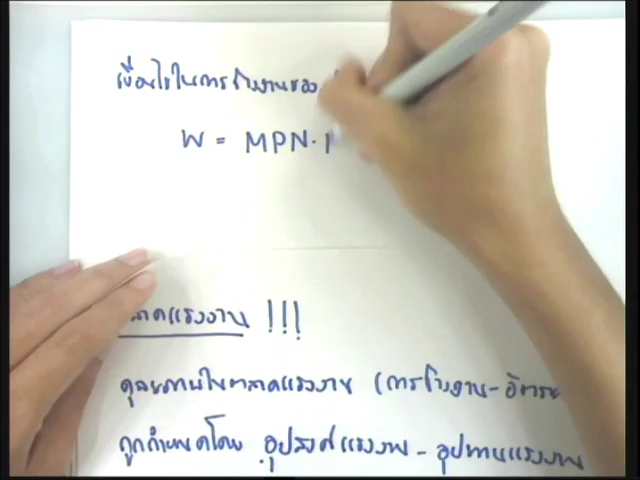 เงื่อนไขในการจ้างงานของ
W = MPN·P
ตลาดแรงงาน !!!
ดุลยภาพในตลาดแรงงาน (การจ้างงาน-อัตรา
ถูกกำหนดโดย อุปสงค์แรงงาน - อุปทานแรงงาน